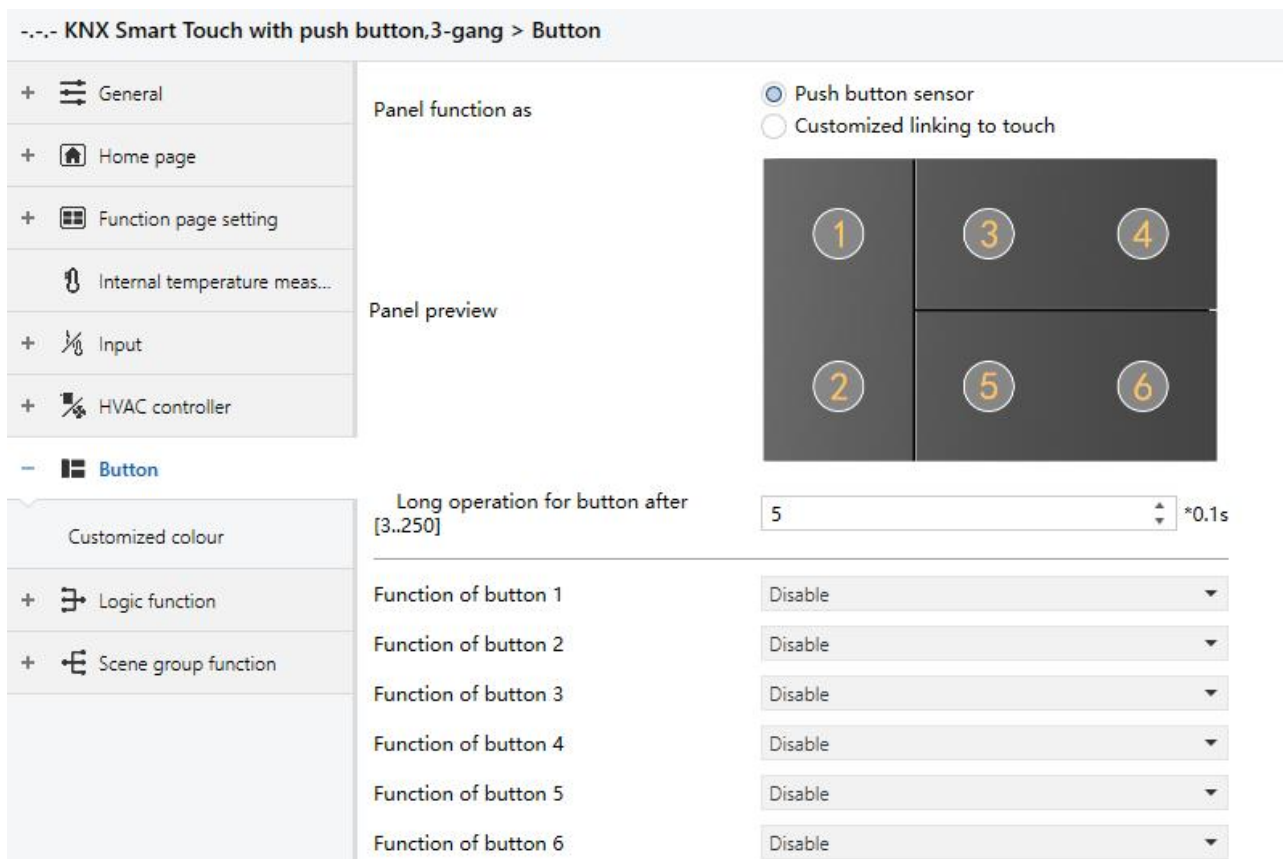 -.-.- KNX Smart Touch with push button,3-gang > Button
+ General
+ Home page
+ Function page setting
Internal temperature meas...
+ Input
+ HVAC controller
– Button
Customized colour
+ Logic function
+ Scene group function
Panel function as
Push button sensor
Customized linking to touch
Panel preview
1 3 4
2 5 6
Long operation for button after
[3..250]
5 *0.1s
Function of button 1 Disable
Function of button 2 Disable
Function of button 3 Disable
Function of button 4 Disable
Function of button 5 Disable
Function of button 6 Disable